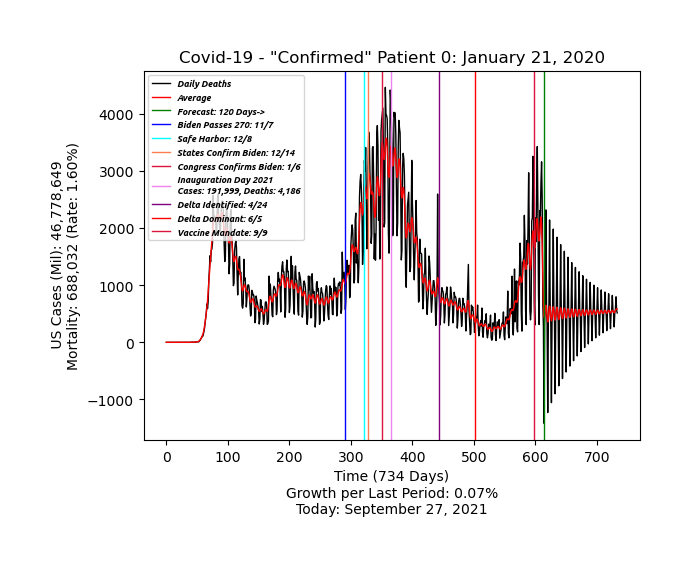 Covid-19 - "Confirmed" Patient 0: January 21, 2020
Daily Deaths
Average
Forecast: 120 Days->
Biden Passes 270: 11/7
Safe Harbor: 12/8
States Confirm Biden: 12/14
Congress Confirms Biden: 1/6
Inauguration Day 2021
Cases: 191,999, Deaths: 4,186
Delta Identified: 4/24
Delta Dominant: 6/5
Vaccine Mandate: 9/9
US Cases (Mil): 46,778,649
Mortality: 688,032 (Rate: 1.60%)
4000
3000
2000
1000
0
−1000
0 100 200 300 400 500 600 700
Time (734 Days)
Growth per Last Period: 0.07%
Today: September 27, 2021